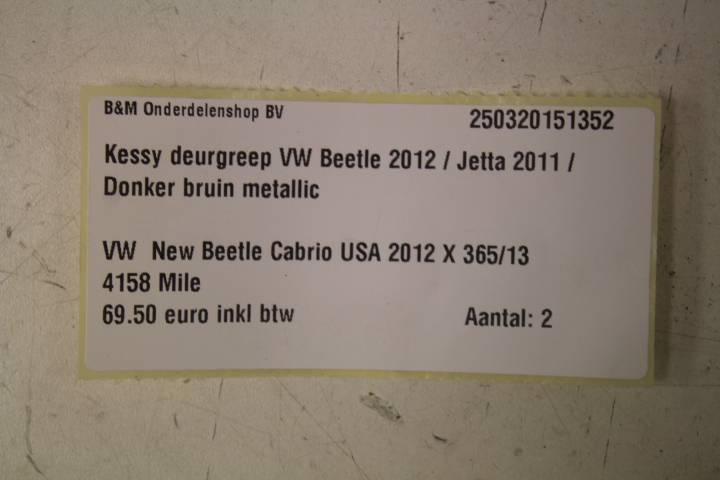 B&M Onderdelenshop BV 250320151352
Kessy deurgreep VW Beetle 2012 / Jetta 2011 /
Donker bruin metallic
VW New Beetle Cabrio USA 2012 X 365/13
4158 Mile
69.50 euro inkl btw Aantal: 2